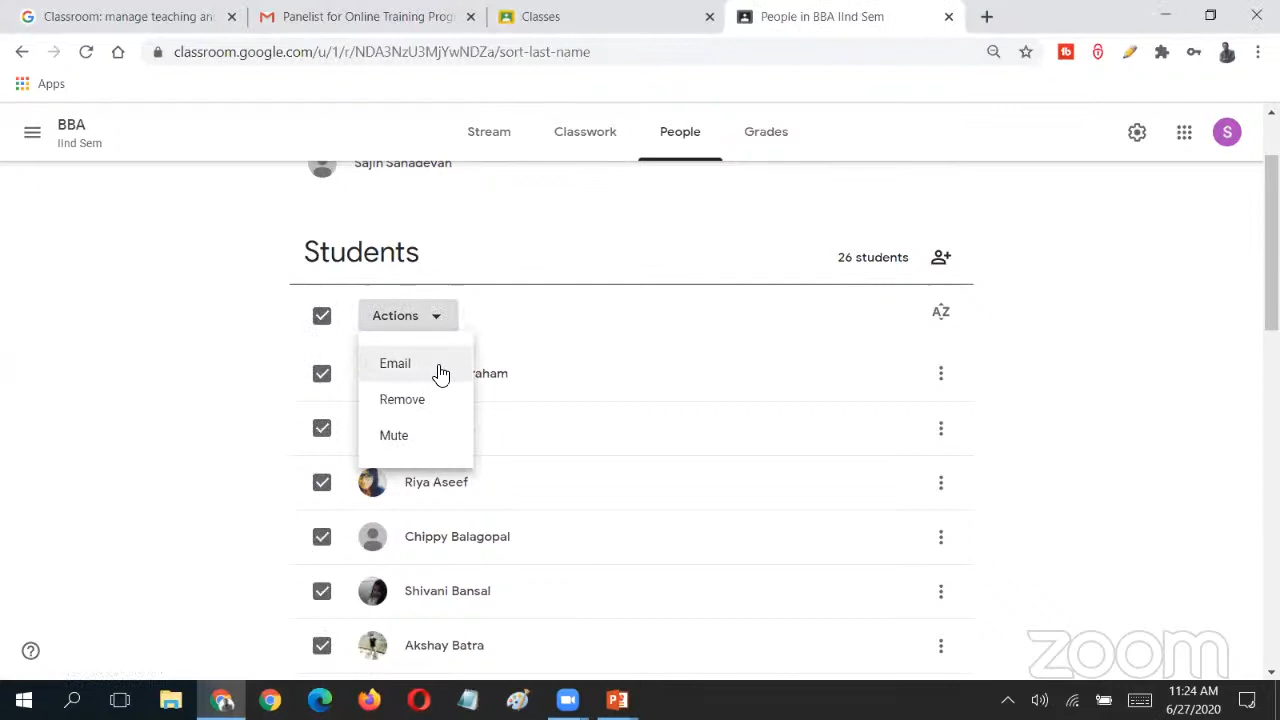 Classroom: manage teaching an
Panelist for Online Training Prog
Classes
People in BBA IInd Sem
classroom.google.com/u/1/r/NDA3NzU3MjYwNDZa/sort-last-name
Apps
BBA
IInd Sem
Stream
Classwork
People
Grades
S
Sajin Sahadevan
Students
26 students
Actions
AZ
Email
raham
Remove
Mute
Riya Aseef
Chippy Balagopal
Shivani Bansal
Akshay Batra
zoom
11:24 AM
6/27/2020